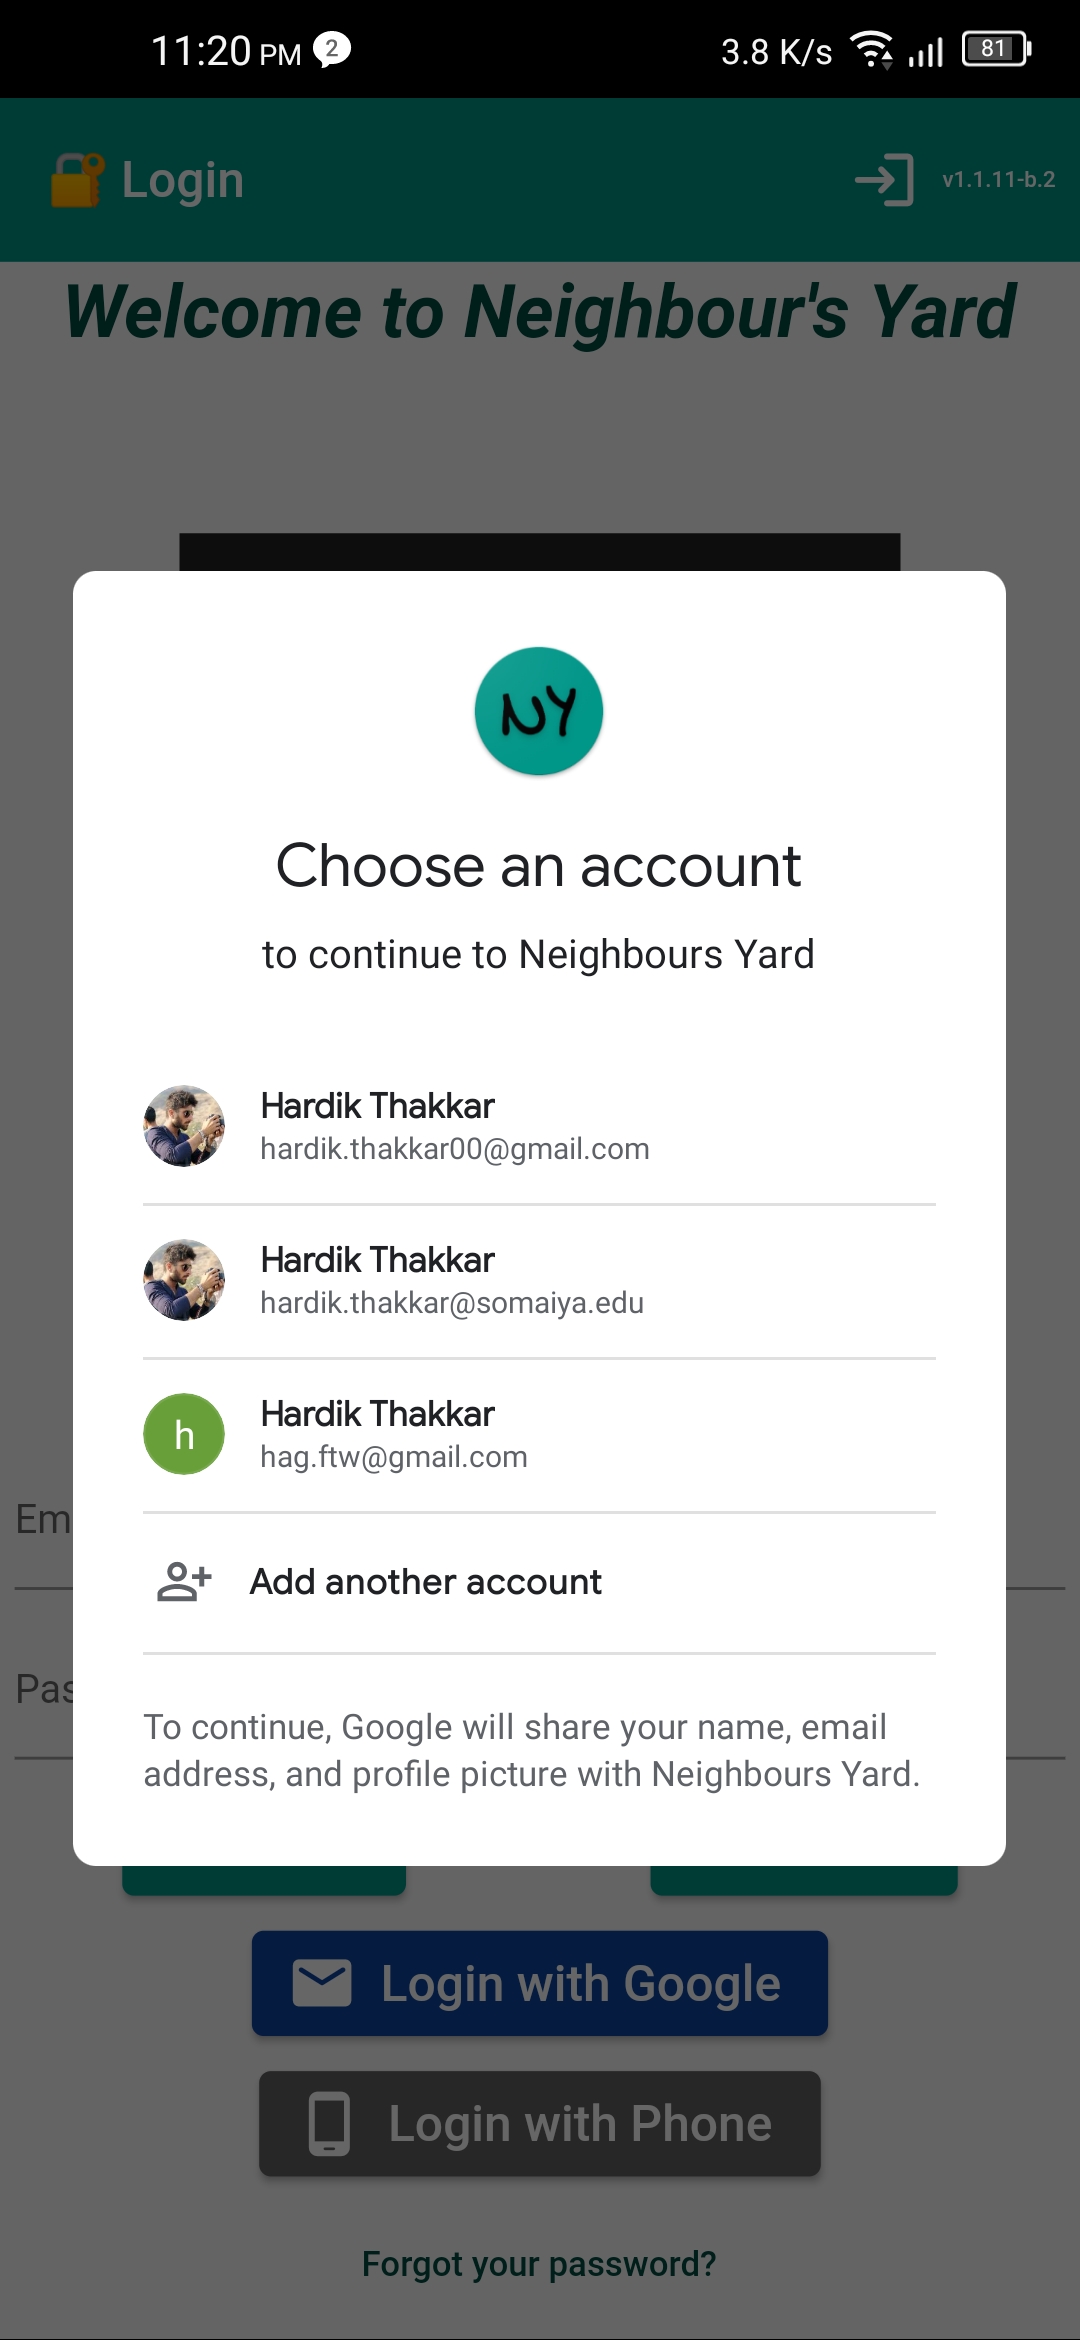 11:20 PM 2 3.8 K/s 81
Login v1.1.11-b.2
Welcome to Neighbour's Yard
NY
Choose an account
to continue to Neighbours Yard
Hardik Thakkar
hardik.thakkar00@gmail.com
Hardik Thakkar
hardik.thakkar@somaiya.edu
h
Hardik Thakkar
hag.ftw@gmail.com
Em
Add another account
Pas
To continue, Google will share your name, email
address, and profile picture with Neighbours Yard.
Login with Google
Login with Phone
Forgot your password?